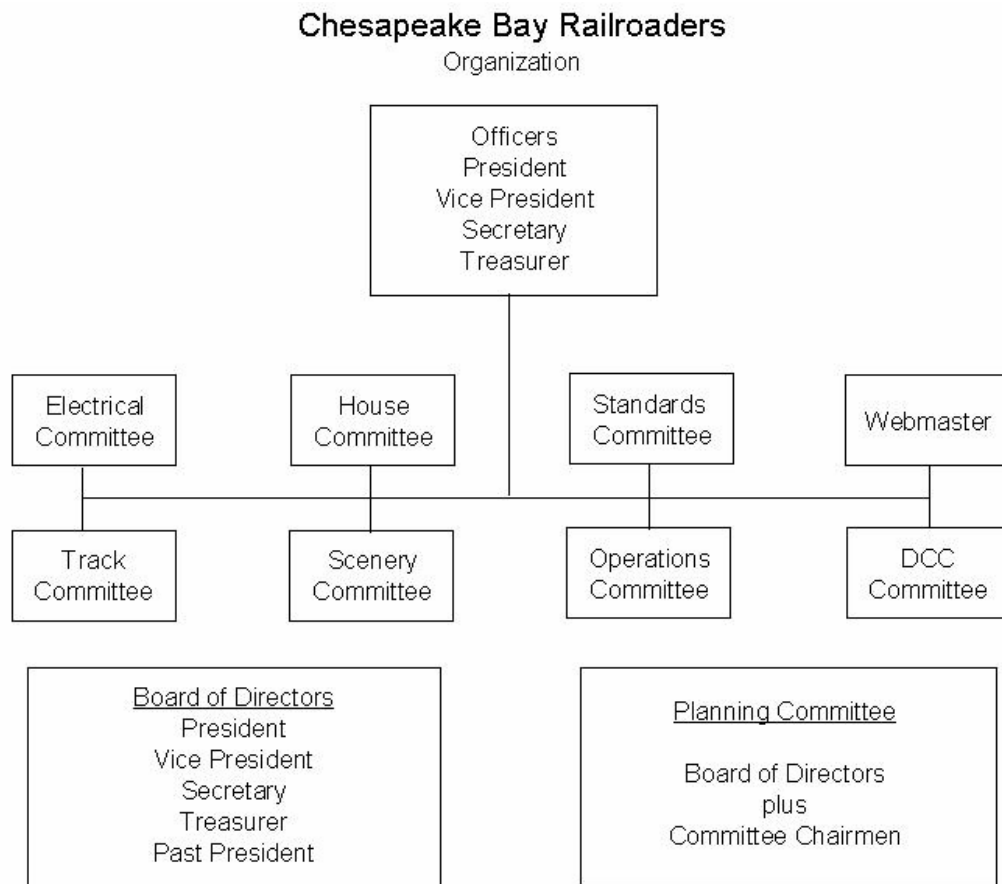 Chesapeake Bay Railroaders
Organization
Officers
President
Vice President
Secretary
Treasurer
Electrical
Committee
House
Committee
Standards
Committee
Webmaster
Track
Committee
Scenery
Committee
Operations
Committee
DCC
Committee
Board of Directors
President
Vice President
Secretary
Treasurer
Past President
Planning Committee
Board of Directors
plus
Committee Chairmen